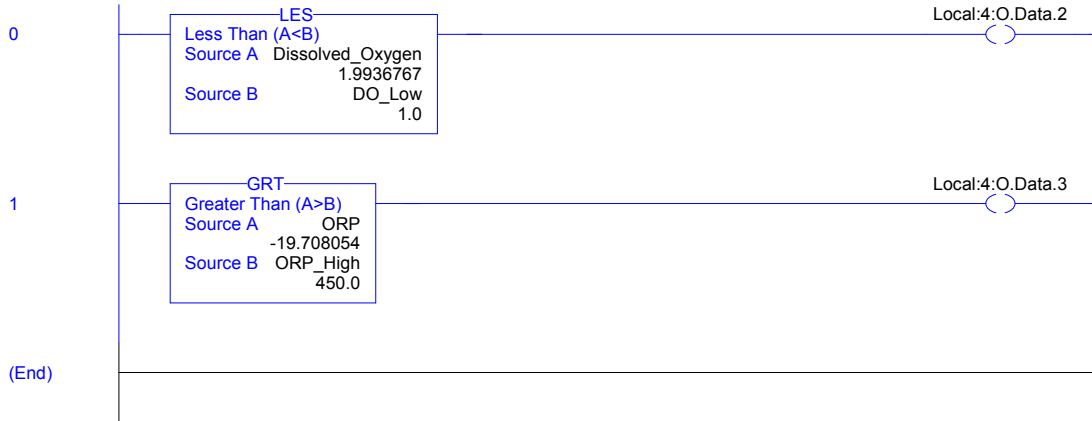 LES
Local:4:O.Data.2
0
Less Than (A<B)
Source A Dissolved_Oxygen
1.9936767
Source B DO_Low
1.0
GRT
Local:4:O.Data.3
1
Greater Than (A>B)
Source A ORP
-19.708054
Source B ORP_High
450.0
(End)